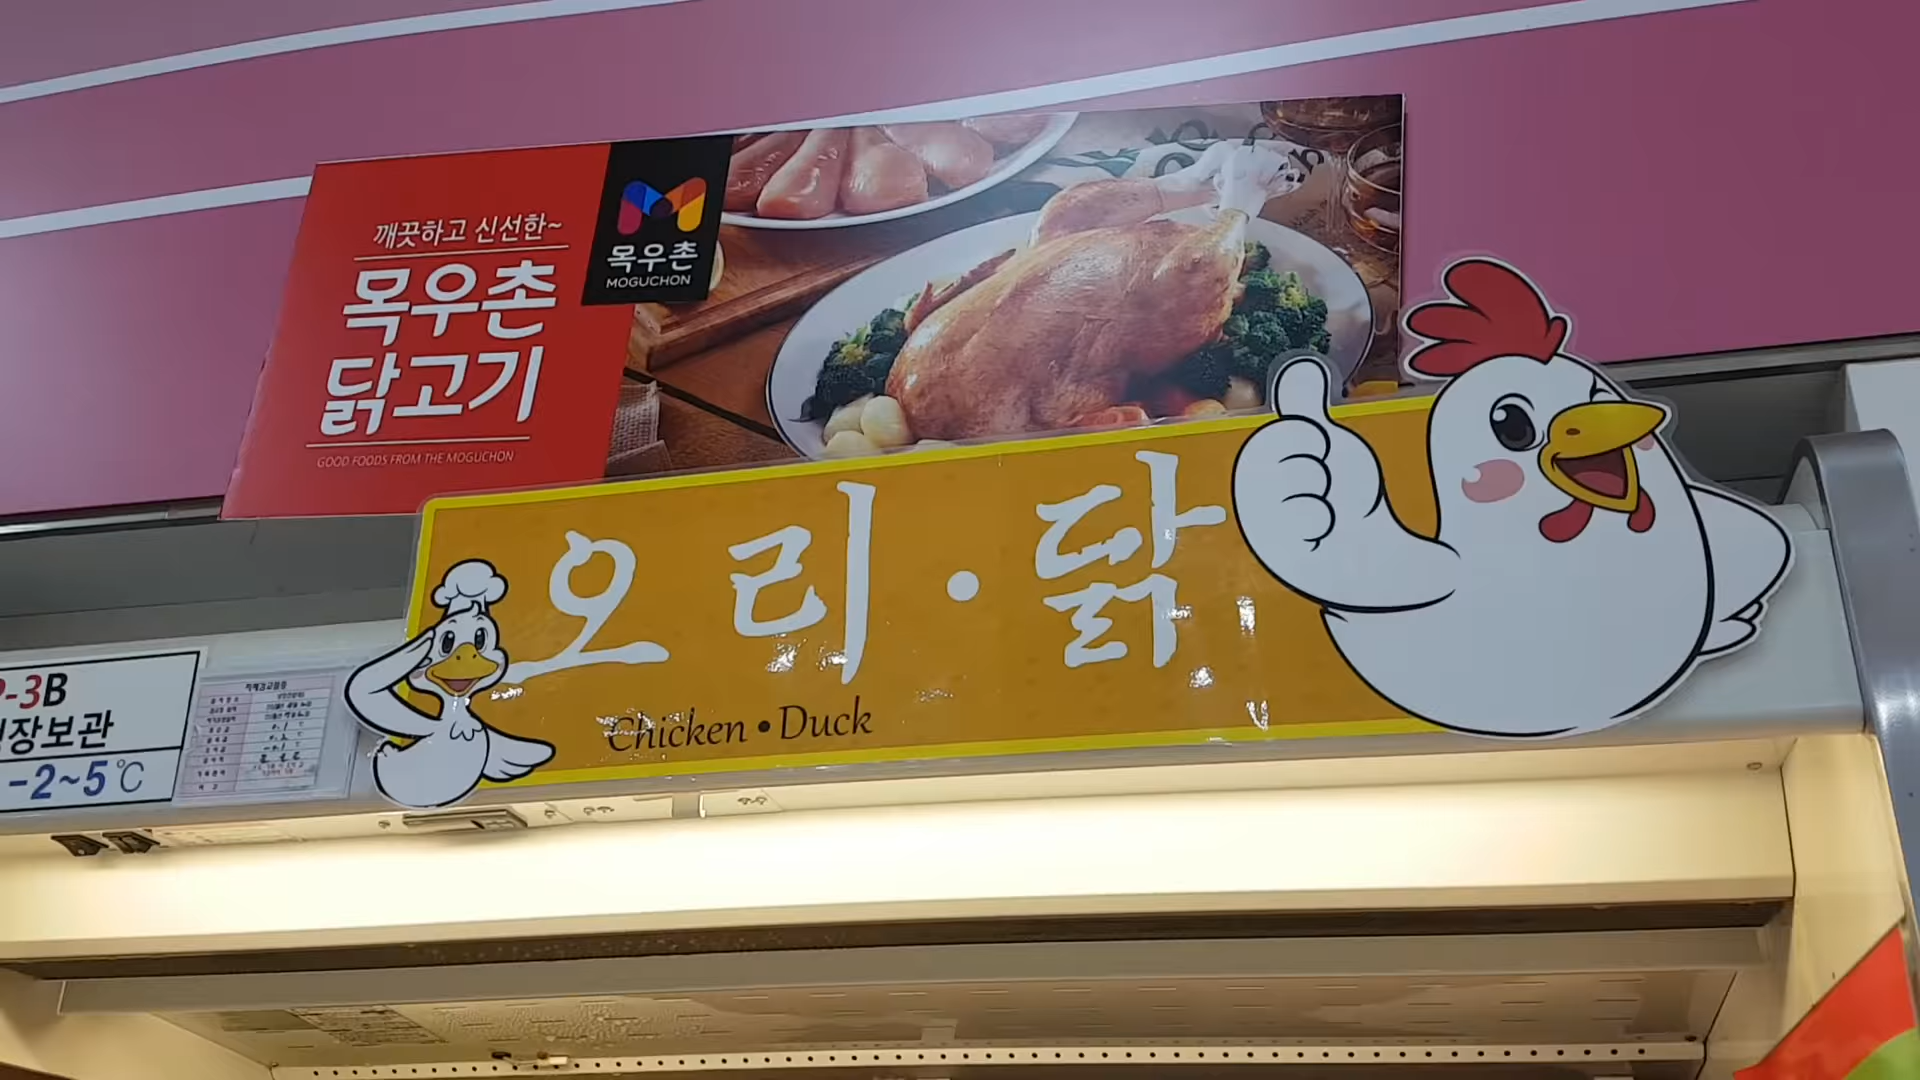 깨끗하고 신선한~
목우촌
닭고기
GOOD FOODS FROM THE MOGUCHON
목우촌
MOGUCHON
오리·닭
Chicken•Duck
-3B
장보관
-2~5℃